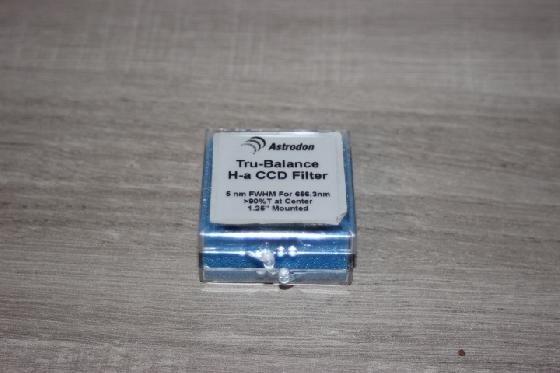 Astrodon
Tru-Balance
H-a CCD Filter
5 nm FWHM For 656.3nm
>90%T at Center
1.25" Mounted